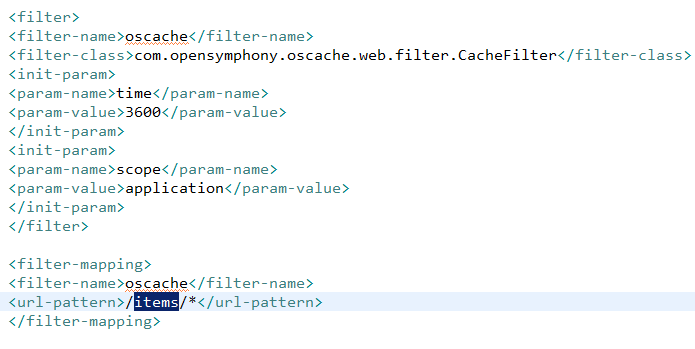 <filter>
<filter-name>oscache</filter-name>
<filter-class>com.opensymphony.oscache.web.filter.CacheFilter</filter-class>
<init-param>
<param-name>time</param-name>
<param-value>3600</param-value>
</init-param>
<init-param>
<param-name>scope</param-name>
<param-value>application</param-value>
</init-param>
</filter>
<filter-mapping>
<filter-name>oscache</filter-name>
<url-pattern>/items/*</url-pattern>
</filter-mapping>